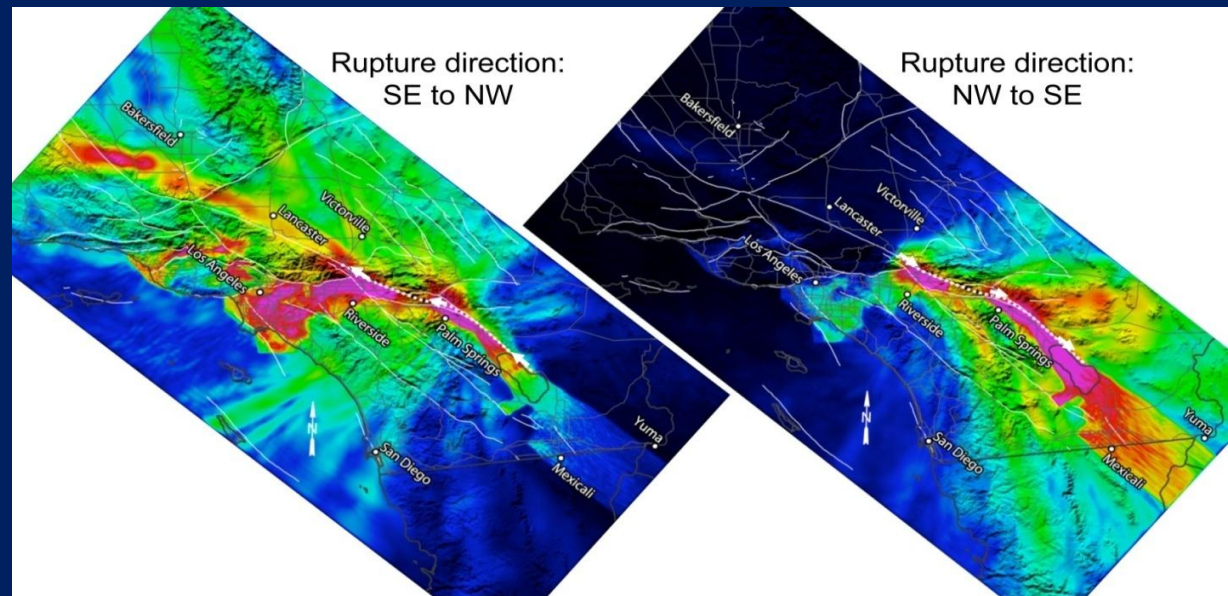 Rupture direction:
SE to NW
Bakersfield
Lancaster
Victorville
Los Angeles
Riverside
Palm Springs
San Diego
Mexicali
Yuma
N
Rupture direction:
NW to SE
Bakersfield
Lancaster
Victorville
Los Angeles
Riverside
Palm Springs
San Diego
Mexicali
Yuma
N